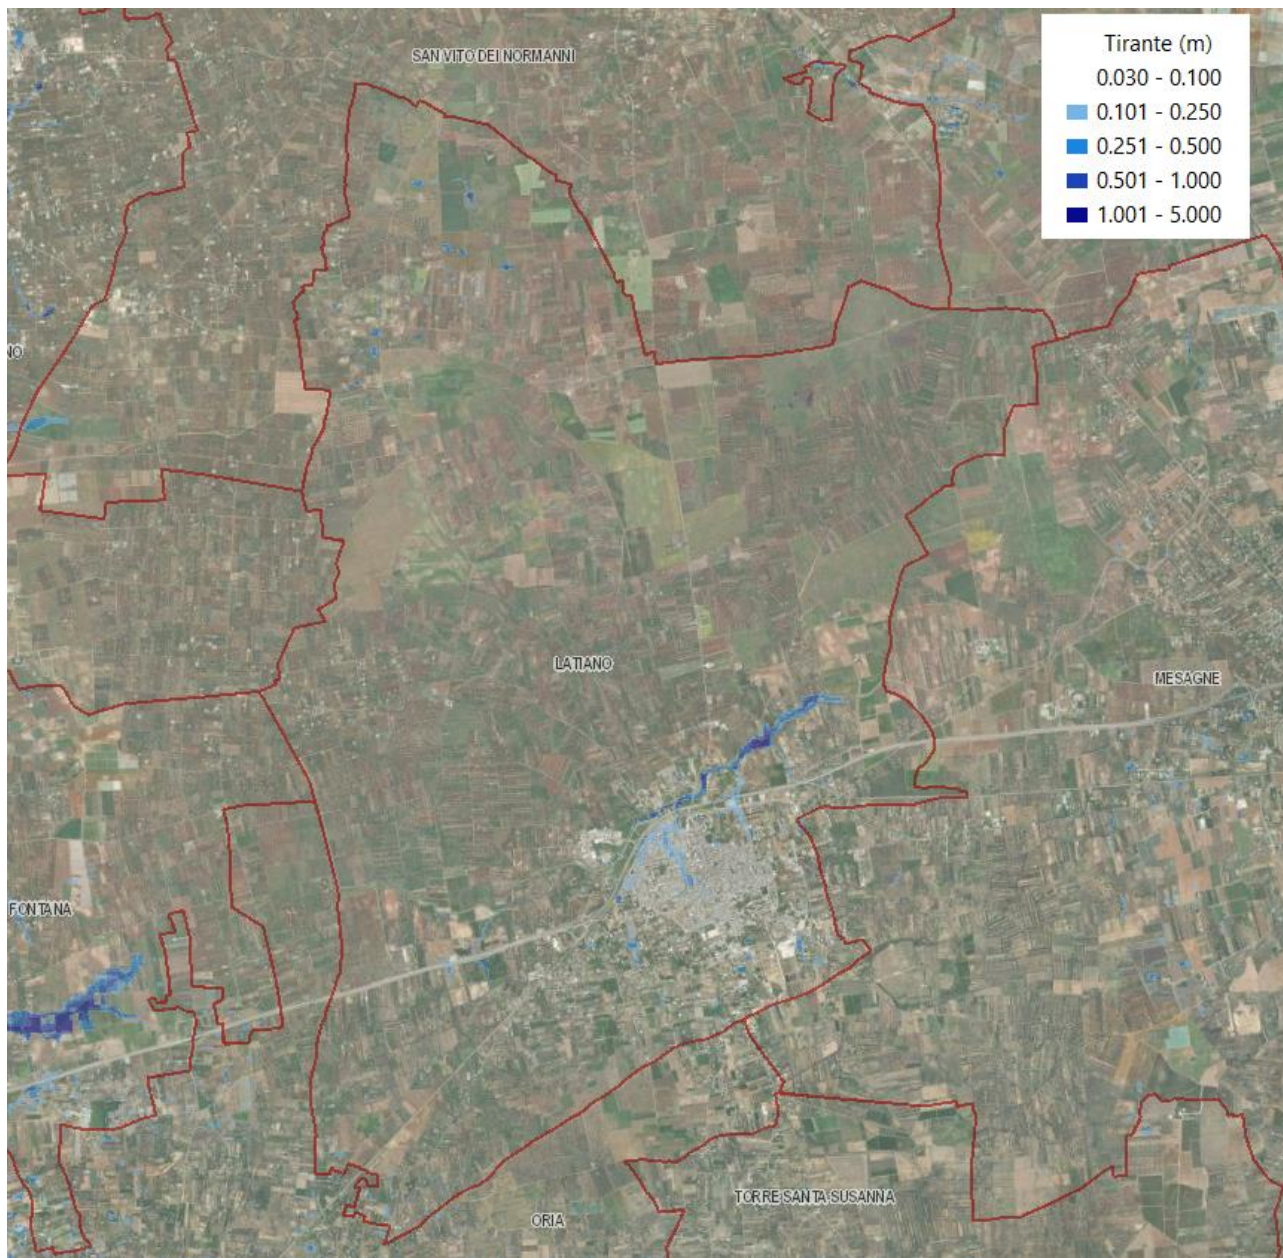 SAN VITO DEI NORMANNI
Tirante (m)
0.030 - 0.100
0.101 - 0.250
0.251 - 0.500
0.501 - 1.000
1.001 - 5.000
NO
LATIANO
MESAGNE
FONTANA
TORRE SANTA SUSANNA
ORIA